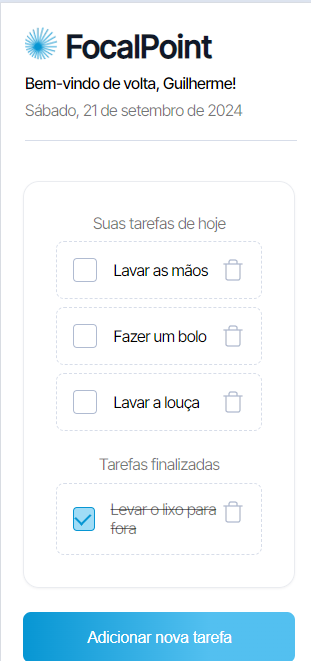 FocalPoint
Bem-vindo de volta, Guilherme!
Sábado, 21 de setembro de 2024
Suas tarefas de hoje
Lavar as mãos
Fazer um bolo
Lavar a louça
Tarefas finalizadas
Levar o lixo para
fora
Adicionar nova tarefa